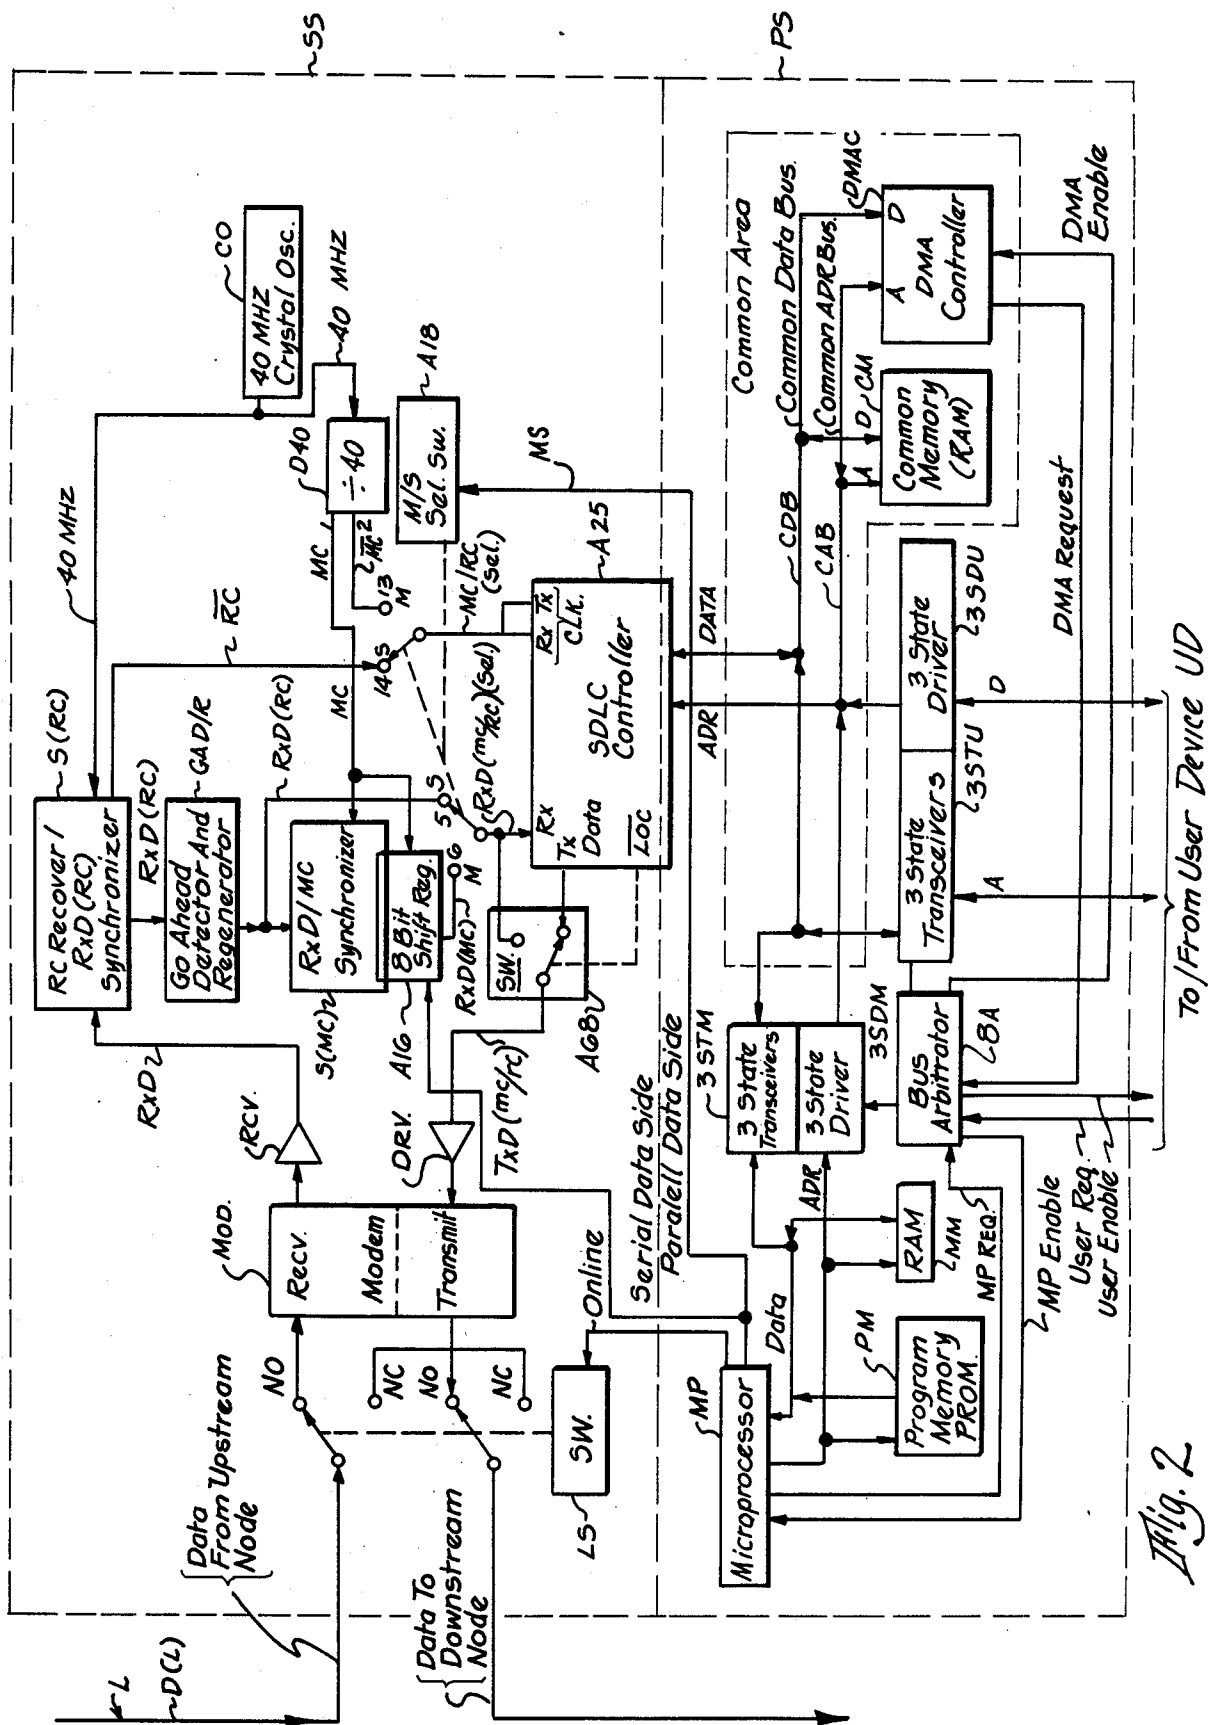 SS
PS
CO
40 MHZ
Crystal Osc.
40 MHZ
40 MHZ
D40
÷ 40
MC
MC 2
13
M
A18
M/S
Sel. Sw.
MS
RC
14
S
MC/RC
(sel.)
S(RC)
RC Recover /
RxD (RC)
Synchronizer
RxD (RC)
GAD/R
Go Ahead
Detector And
Regenerator
RxD (RC)
MC
RxD/MC
Synchronizer
S(MC)
8 Bit
Shift Reg.
A16
RxD (MC)
6
M
5
S
RxD (mc/RC)(sel.)
A25
Rx Tx
CLK.
SDLC
Controller
Rx
Tx
Data
LOC
SW.
A68
TxD (mc/rc)
RxD
RCV.
DRV.
MOD.
Recv.
Modem
Transmit
NO
NC
NO
NC
SW.
LS
Online
Data
From Upstream
Node
Data To
Downstream
Node
L
D(L)
Serial Data Side
Paralell Data Side
DATA
ADR
Common Area
Common Data Bus.
Common ADR Bus.
CDB
CAB
DMAC
A
D
DMA
Controller
DMA
Enable
A
D
CM
Common
Memory
(RAM)
DMA Request
3 State
Driver
3SDU
3 State
Transceivers
3STU
D
A
To/From User Device UD
3STM
3 State
Transceivers
3 State
Driver
3SDM
Bus
Arbitrator
BA
MP
Microprocessor
Data
ADR
RAM
MM
PM
Program
Memory
PROM.
MP REQ.
MP Enable
User Req.
User Enable
Fig. 2